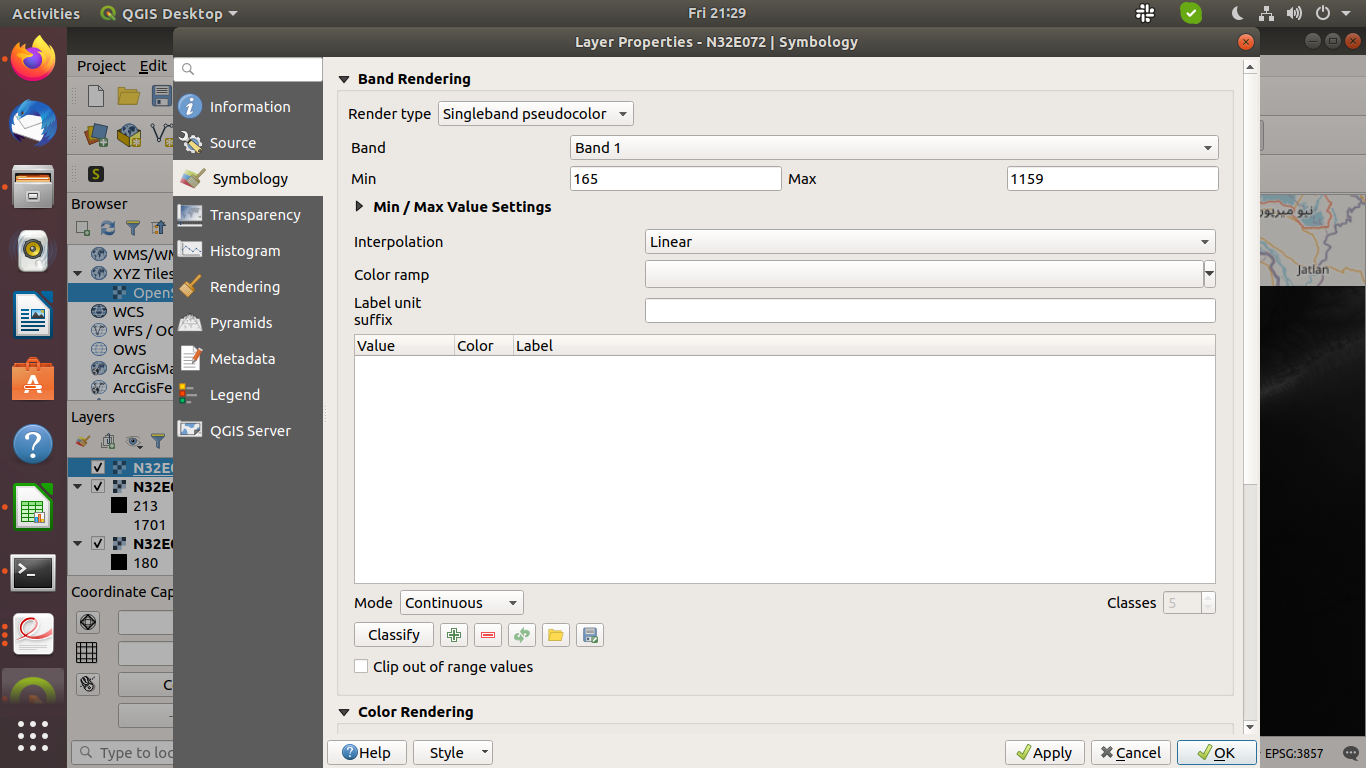 Activities
QGIS Desktop
Fri 21:29
Layer Properties - N32E072 | Symbology
Project Edit
Browser
WMS/WM
XYZ Tiles
OpenS
WCS
WFS / OG
OWS
ArcGisMa
ArcGisFe
Layers
N32E0
N32E0
213
1701
N32E0
180
Coordinate Cap
Type to loc
Information
Source
Symbology
Transparency
Histogram
Rendering
Pyramids
Metadata
Legend
QGIS Server
Band Rendering
Render type Singleband pseudocolor
Band Band 1
Min 165 Max 1159
Min / Max Value Settings
Interpolation Linear
Color ramp
Label unit
suffix
Value Color Label
Mode Continuous Classes 5
Classify
Clip out of range values
Color Rendering
Help Style Apply Cancel OK
نیو میرپور
Jatlan
EPSG:3857